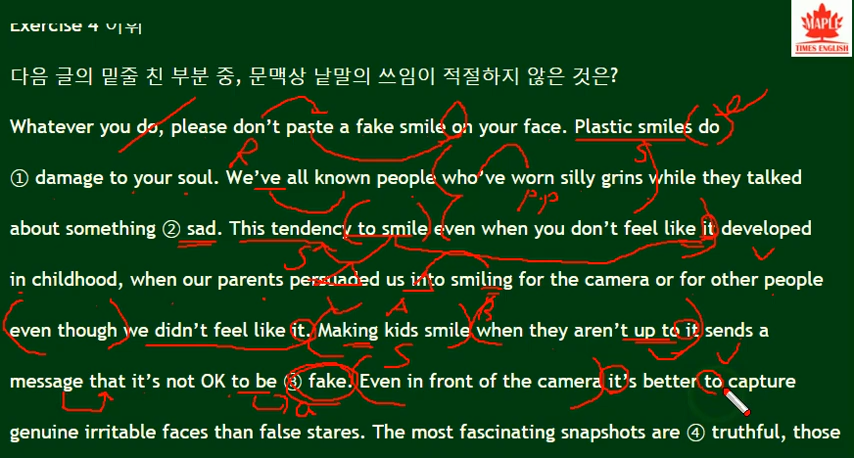 Exercise 4 어휘
MAPLE
TIMES ENGLISH
다음 글의 밑줄 친 부분 중, 문맥상 낱말의 쓰임이 적절하지 않은 것은?
Whatever you do, please don't paste a fake smile on your face. Plastic smiles do
① damage to your soul. We've all known people who've worn silly grins while they talked
about something ② sad. This tendency to smile even when you don't feel like it developed
in childhood, when our parents persuaded us into smiling for the camera or for other people
even though we didn't feel like it. Making kids smile when they aren't up to it sends a
message that it's not OK to be ③ fake. Even in front of the camera it's better to capture
genuine irritable faces than false stares. The most fascinating snapshots are ④ truthful, those